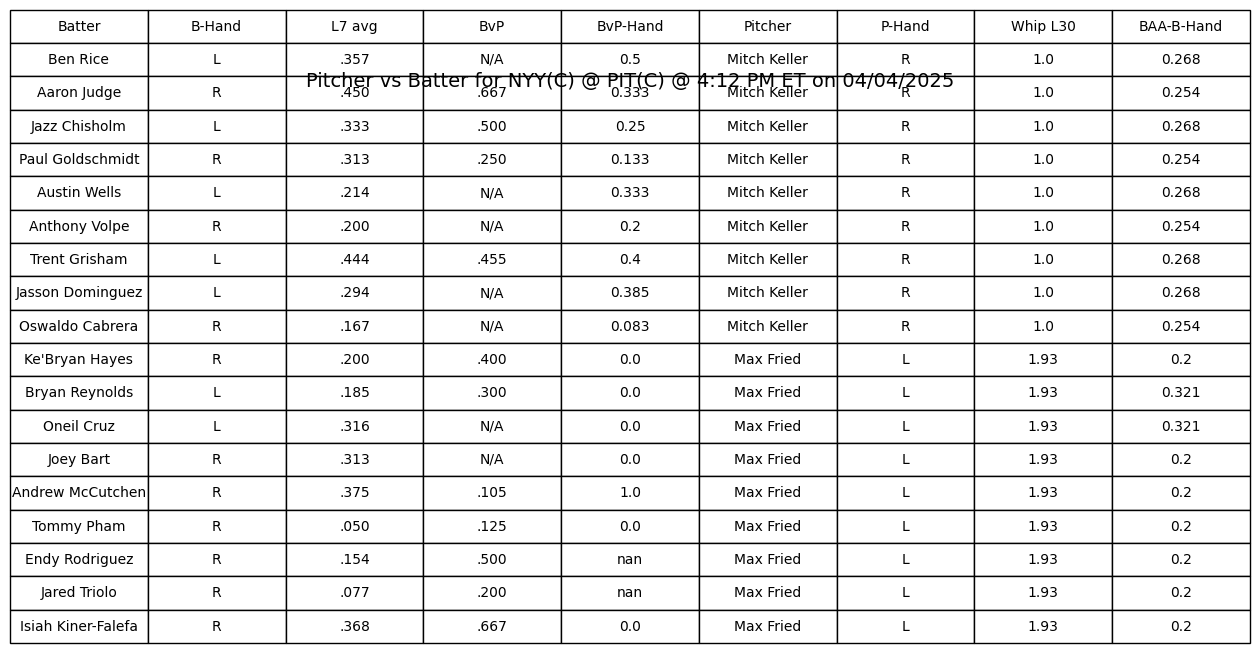 Batter B-Hand L7 avg BvP BvP-Hand Pitcher P-Hand Whip L30 BAA-B-Hand
Ben Rice L .357 N/A 0.5 Mitch Keller R 1.0 0.268
Pitcher vs Batter for NYY(C) @ PIT(C) @ 4:12 PM ET on 04/04/2025
Aaron Judge R .450 .667 0.333 Mitch Keller R 1.0 0.254
Jazz Chisholm L .333 .500 0.25 Mitch Keller R 1.0 0.268
Paul Goldschmidt R .313 .250 0.133 Mitch Keller R 1.0 0.254
Austin Wells L .214 N/A 0.333 Mitch Keller R 1.0 0.268
Anthony Volpe R .200 N/A 0.2 Mitch Keller R 1.0 0.254
Trent Grisham L .444 .455 0.4 Mitch Keller R 1.0 0.268
Jasson Dominguez L .294 N/A 0.385 Mitch Keller R 1.0 0.268
Oswaldo Cabrera R .167 N/A 0.083 Mitch Keller R 1.0 0.254
Ke'Bryan Hayes R .200 .400 0.0 Max Fried L 1.93 0.2
Bryan Reynolds L .185 .300 0.0 Max Fried L 1.93 0.321
Oneil Cruz L .316 N/A 0.0 Max Fried L 1.93 0.321
Joey Bart R .313 N/A 0.0 Max Fried L 1.93 0.2
Andrew McCutchen R .375 .105 1.0 Max Fried L 1.93 0.2
Tommy Pham R .050 .125 0.0 Max Fried L 1.93 0.2
Endy Rodriguez R .154 .500 nan Max Fried L 1.93 0.2
Jared Triolo R .077 .200 nan Max Fried L 1.93 0.2
Isiah Kiner-Falefa R .368 .667 0.0 Max Fried L 1.93 0.2